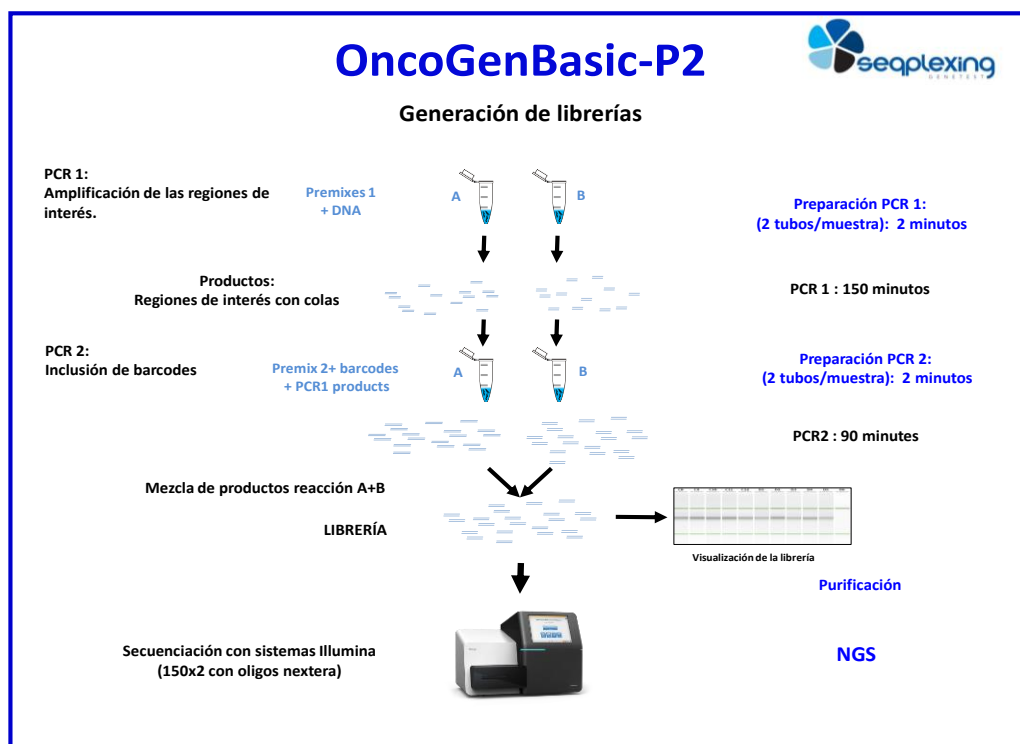 OncoGenBasic-P2
seqplexing
GENETEST
Generación de librerías
PCR 1:
Amplificación de las regiones de
interés.
Premixes 1
+ DNA
A
B
Preparación PCR 1:
(2 tubos/muestra): 2 minutos
Productos:
Regiones de interés con colas
PCR 1 : 150 minutos
PCR 2:
Inclusión de barcodes
Premix 2+ barcodes
+ PCR1 products
A
B
Preparación PCR 2:
(2 tubos/muestra): 2 minutos
PCR2 : 90 minutes
Mezcla de productos reacción A+B
LIBRERÍA
Visualización de la librería
Purificación
Secuenciación con sistemas Illumina
(150x2 con oligos nextera)
NGS